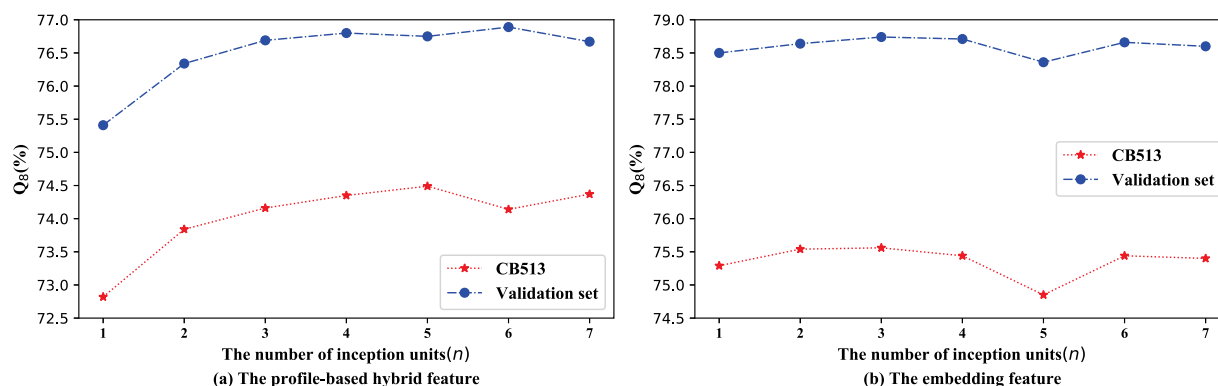 77.0
76.5
76.0
75.5
75.0
74.5
74.0
73.5
73.0
72.5
Q8(%)
CB513
Validation set
1 2 3 4 5 6 7
The number of inception units(n)
(a) The profile-based hybrid feature
79.0
78.5
78.0
77.5
77.0
76.5
76.0
75.5
75.0
74.5
Q8(%)
CB513
Validation set
1 2 3 4 5 6 7
The number of inception units(n)
(b) The embedding feature